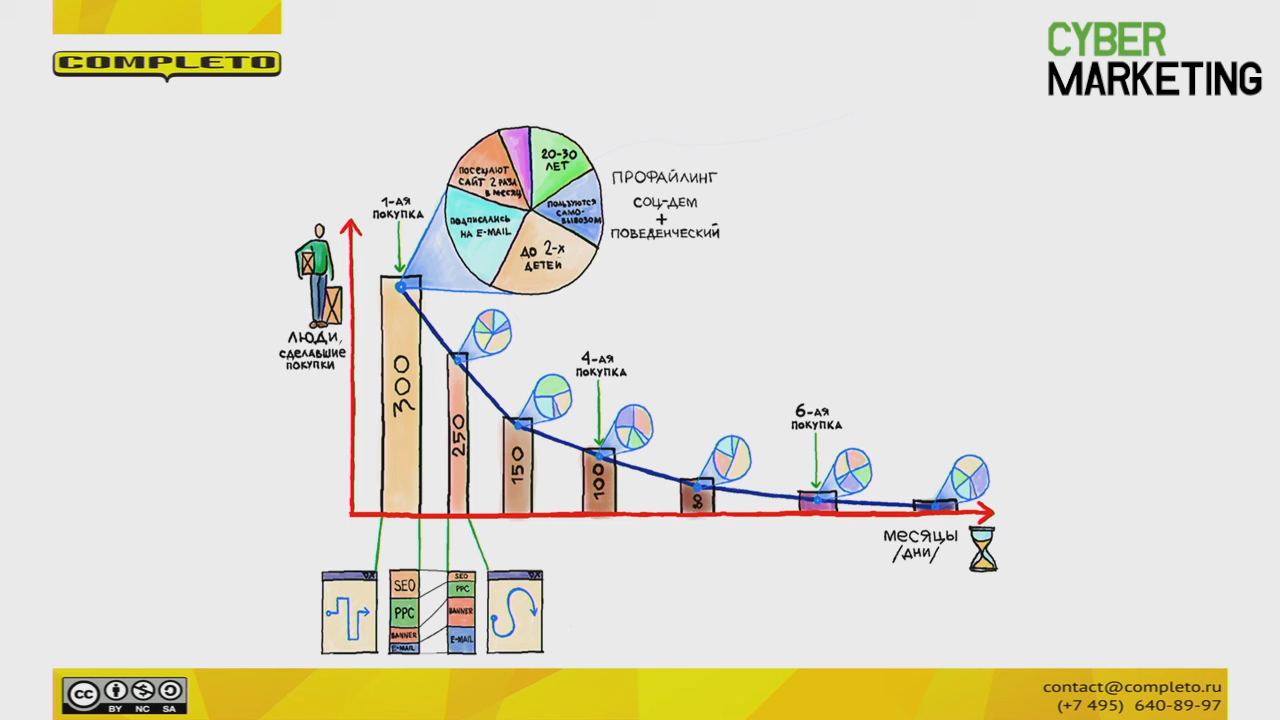 COMPLETO
CYBER
MARKETING
1-АЯ
ПОКУПКА
ПОСЕЩАЮТ
САЙТ 2 РАЗА
В МЕСЯЦ
20-30
ЛЕТ
ПОЛЬЗУЮТСЯ
САМО-
ВЫВОЗОМ
ПОДПИСАЛИСЬ
НА E-MAIL
ДО 2-Х
ДЕТЕЙ
ПРОФАЙЛИНГ
СОЦ-ДЕМ
+
ПОВЕДЕНЧЕСКИЙ
ЛЮДИ,
СДЕЛАВШИЕ
ПОКУПКИ
300
250
150
4-АЯ
ПОКУПКА
100
80
6-АЯ
ПОКУПКА
МЕСЯЦЫ
/ДНИ/
SEO
PPC
BANNER
E-MAIL
SEO
PPC
BANNER
E-MAIL
CC
BY NC SA
contact@completo.ru
(+7 495) 640-89-97